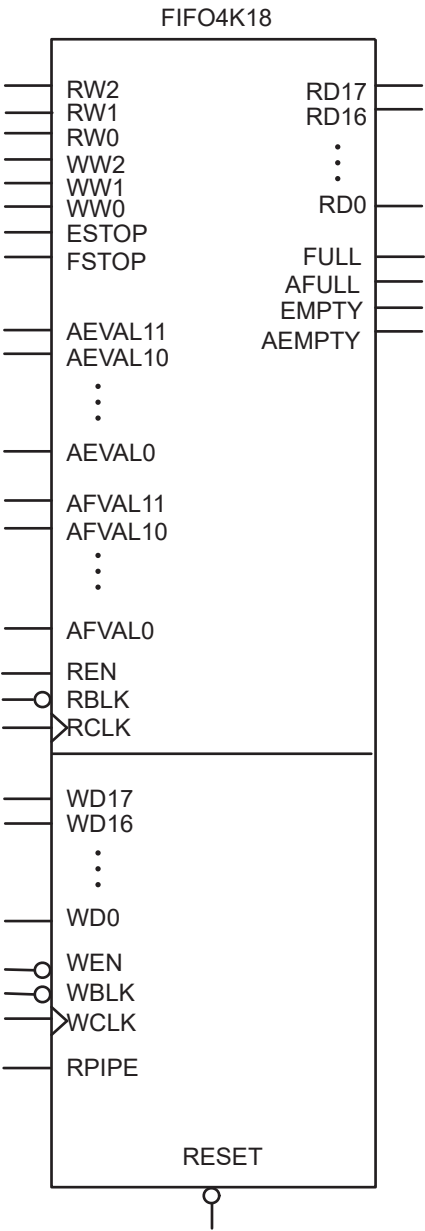 FIFO4K18
RW2
RW1
RW0
WW2
WW1
WW0
ESTOP
FSTOP
AEVAL11
AEVAL10
AEVAL0
AFVAL11
AFVAL10
AFVAL0
REN
RBLK
RCLK
RD17
RD16
RD0
FULL
AFULL
EMPTY
AEMPTY
WD17
WD16
WD0
WEN
WBLK
WCLK
RPIPE
RESET